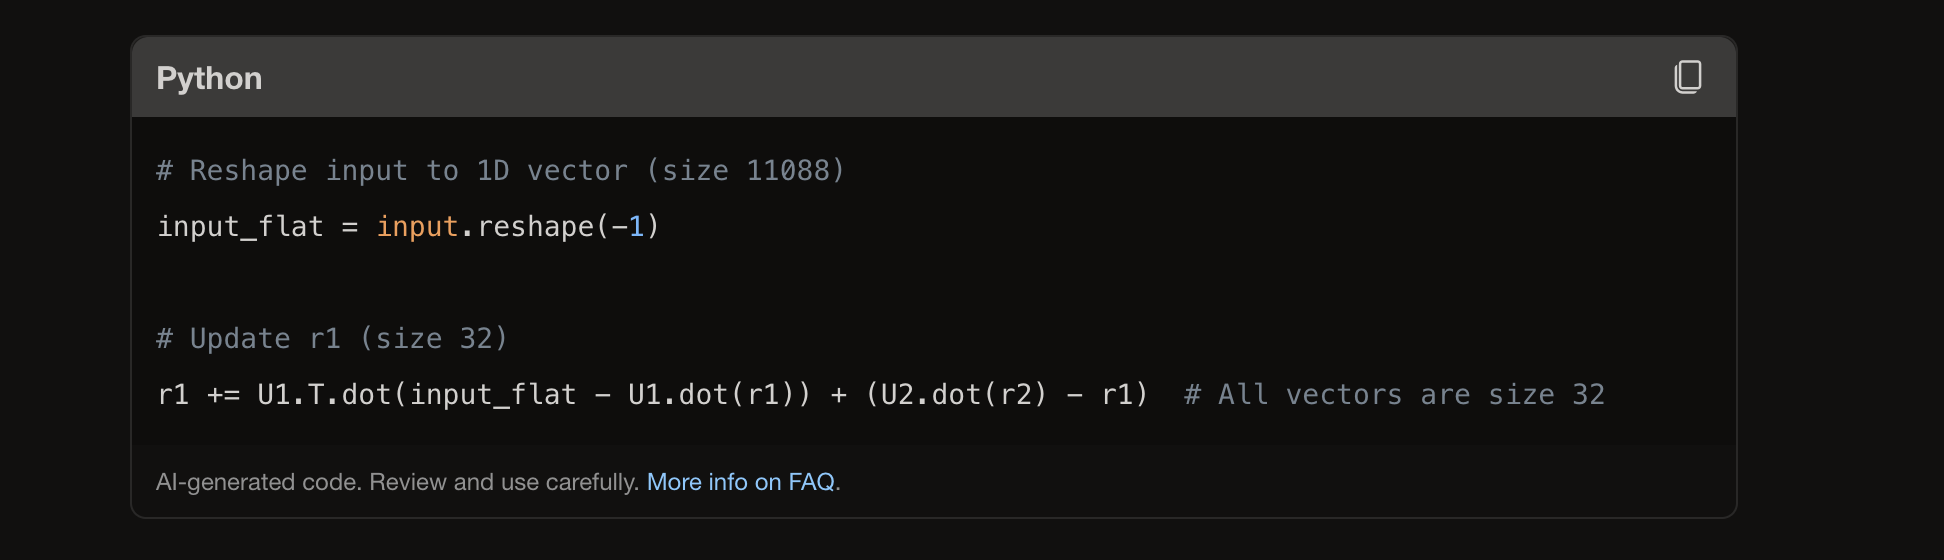 Python
# Reshape input to 1D vector (size 11088)
input_flat = input.reshape(-1)
# Update r1 (size 32)
r1 += U1.T.dot(input_flat - U1.dot(r1)) + (U2.dot(r2) - r1)  # All vectors are size 32
AI-generated code. Review and use carefully. More info on FAQ.